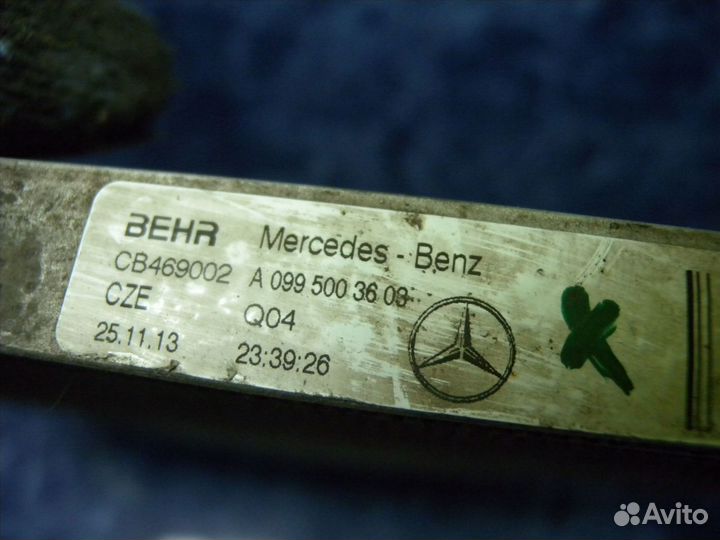 BEHR Mercedes - Benz
CB469002 A 099 500 36 03
CZE Q04
25.11.13 23:39:26
Avito